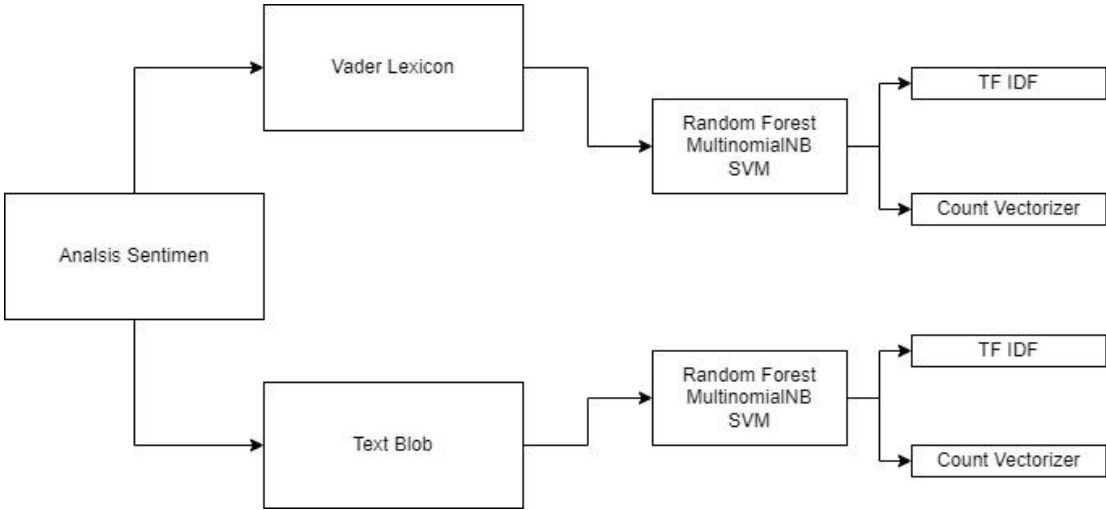 Vader Lexicon
TF IDF
Random Forest
MultinomialNB
SVM
Count Vectorizer
Analsis Sentimen
TF IDF
Random Forest
MultinomialNB
SVM
Text Blob
Count Vectorizer